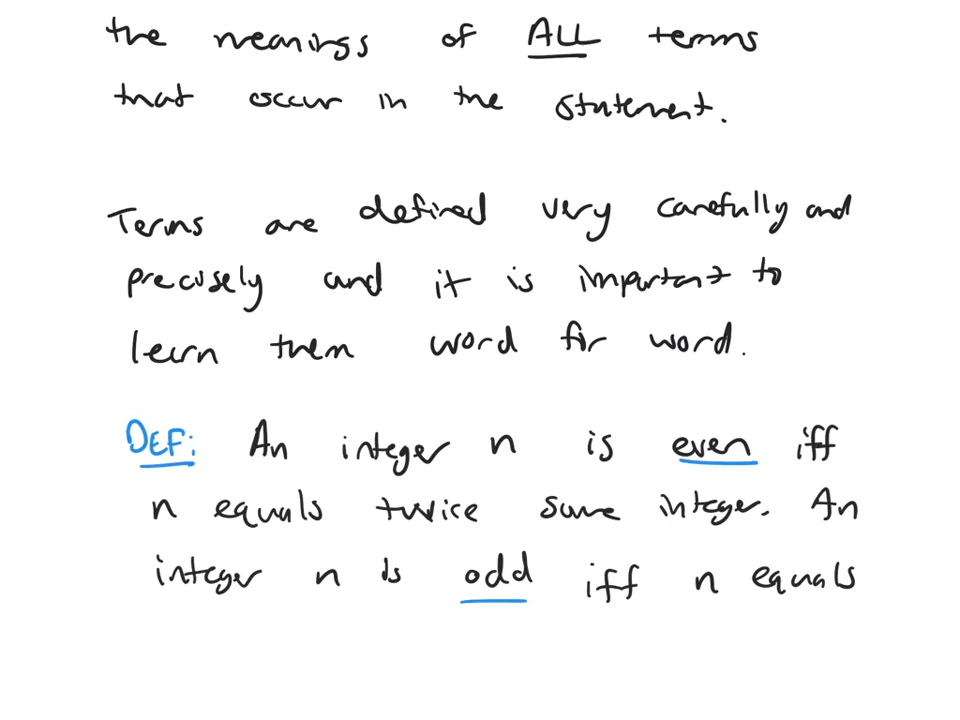 the meanings of ALL terms
that occur in the statement.
Terms are defined very carefully and
precisely and it is important to
learn them word for word.
DEF: An integer n is even iff
n equals twice some integer. An
integer n is odd iff n equals